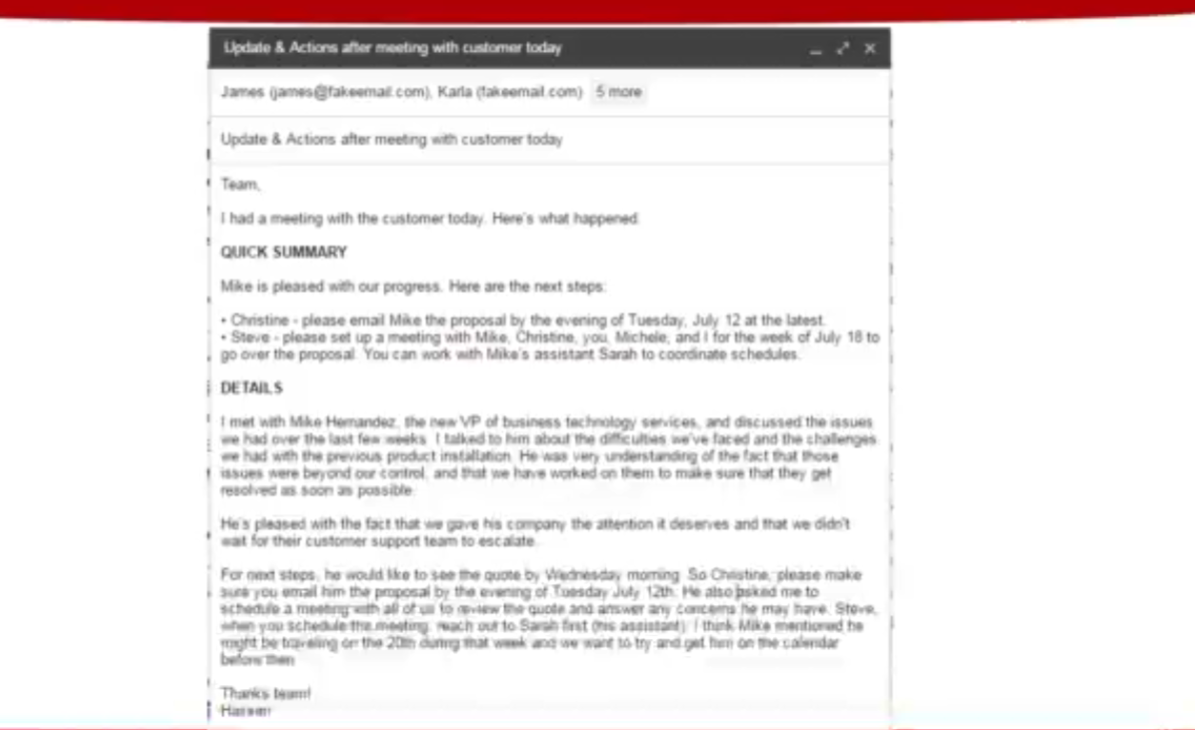 Update & Actions after meeting with customer today
James (james@fakeemail.com), Karla (fakeemail.com) 5 more
Update & Actions after meeting with customer today
Team,
I had a meeting with the customer today. Here's what happened:
QUICK SUMMARY
Mike is pleased with our progress. Here are the next steps:
• Christine - please email Mike the proposal by the evening of Tuesday, July 12 at the latest.
• Steve - please set up a meeting with Mike, Christine, you, Michele, and I for the week of July 18 to
go over the proposal. You can work with Mike's assistant Sarah to coordinate schedules.
DETAILS
I met with Mike Hernandez, the new VP of business technology services, and discussed the issues
we had over the last few weeks. I talked to him about the difficulties we've faced and the challenges
we had with the previous product installation. He was very understanding of the fact that those
issues were beyond our control, and that we have worked on them to make sure that they get
resolved as soon as possible.
He's pleased with the fact that we gave his company the attention it deserves and that we didn't
wait for their customer support team to escalate.
For next steps, he would like to see the quote by Wednesday morning. So Christine, please make
sure you email him the proposal by the evening of Tuesday July 12th. He also asked me to
schedule a meeting with all of us to review the quote and answer any concerns he may have. Steve,
when you schedule the meeting, reach out to Sarah first (his assistant). I think Mike mentioned he
might be traveling on the 20th during that week and we want to try and get him on the calendar
before then.
Thanks team!